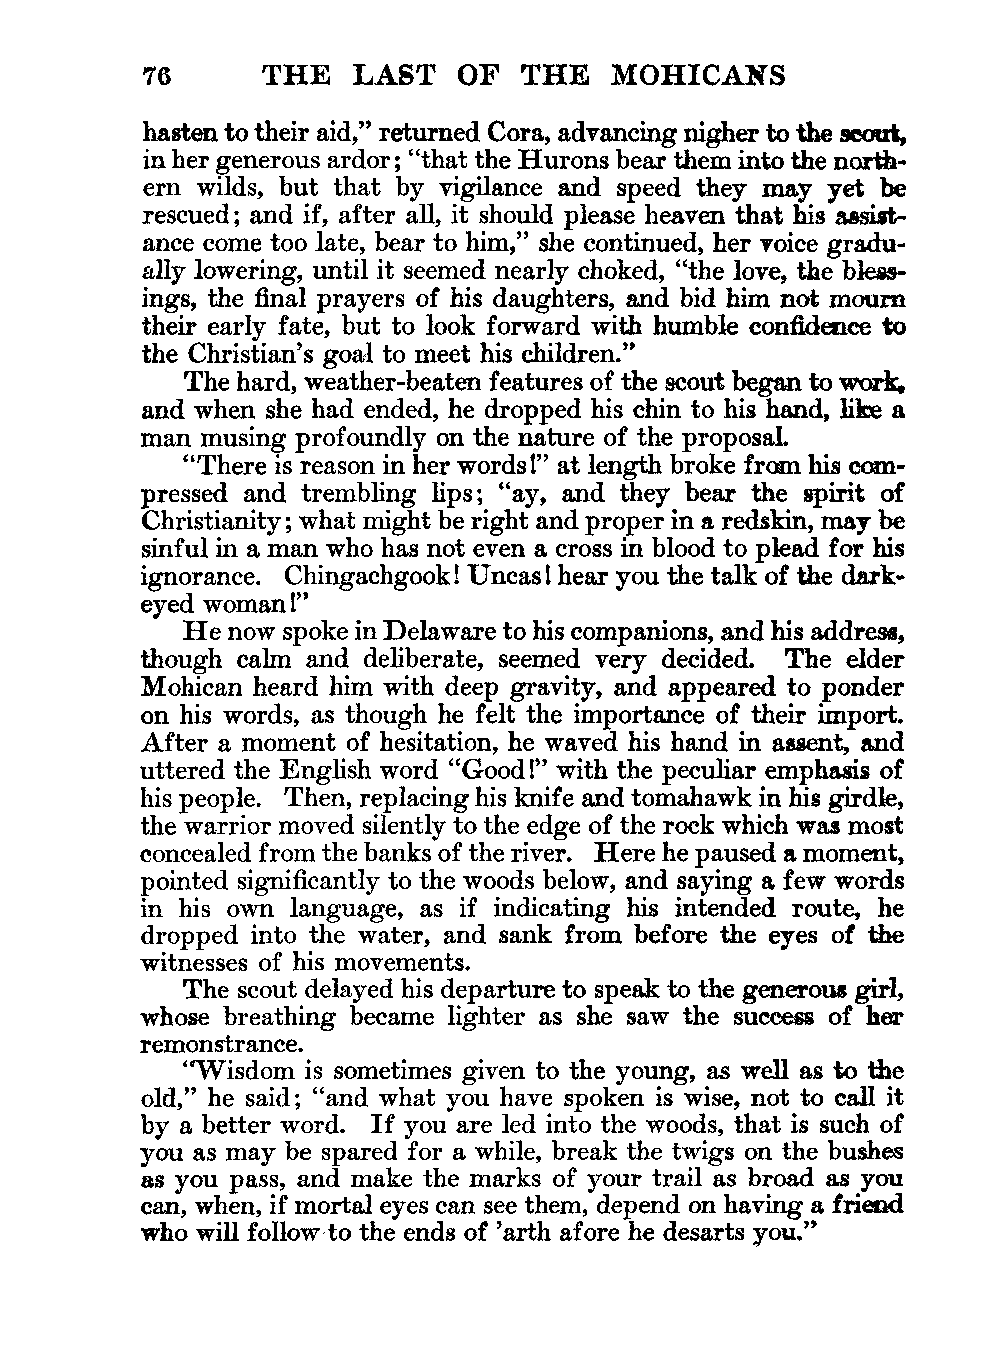 76 THE LAST OF THE MOHICANS
hasten to their aid,” returned Cora, advancing nigher to the scout,
in her generous ardor; “that the Hurons bear them into the north-
ern wilds, but that by vigilance and speed they may yet be
rescued; and if, after all, it should please heaven that his assist-
ance come too late, bear to him,” she continued, her voice gradu-
ally lowering, until it seemed nearly choked, “the love, the bless-
ings, the final prayers of his daughters, and bid him not mourn
their early fate, but to look forward with humble confidence to
the Christian’s goal to meet his children.”
The hard, weather-beaten features of the scout began to work,
and when she had ended, he dropped his chin to his hand, like a
man musing profoundly on the nature of the proposal.
“There is reason in her words!” at length broke from his com-
pressed and trembling lips; “ay, and they bear the spirit of
Christianity; what might be right and proper in a redskin, may be
sinful in a man who has not even a cross in blood to plead for his
ignorance. Chingachgook! Uncas! hear you the talk of the dark-
eyed woman!”
He now spoke in Delaware to his companions, and his address,
though calm and deliberate, seemed very decided. The elder
Mohican heard him with deep gravity, and appeared to ponder
on his words, as though he felt the importance of their import.
After a moment of hesitation, he waved his hand in assent, and
uttered the English word “Good!” with the peculiar emphasis of
his people. Then, replacing his knife and tomahawk in his girdle,
the warrior moved silently to the edge of the rock which was most
concealed from the banks of the river. Here he paused a moment,
pointed significantly to the woods below, and saying a few words
in his own language, as if indicating his intended route, he
dropped into the water, and sank from before the eyes of the
witnesses of his movements.
The scout delayed his departure to speak to the generous girl,
whose breathing became lighter as she saw the success of her
remonstrance.
“Wisdom is sometimes given to the young, as well as to the
old,” he said; “and what you have spoken is wise, not to call it
by a better word. If you are led into the woods, that is such of
you as may be spared for a while, break the twigs on the bushes
as you pass, and make the marks of your trail as broad as you
can, when, if mortal eyes can see them, depend on having a friend
who will follow to the ends of ’arth afore he desarts you.”